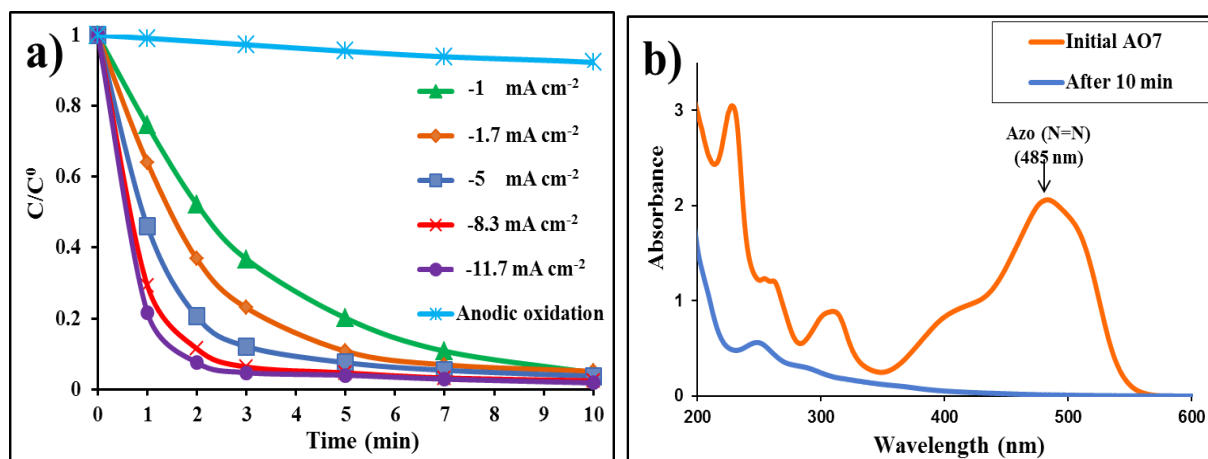 a)
1
0.8
0.6
0.4
0.2
0
C/C⁰
-1 mA cm⁻²
-1.7 mA cm⁻²
-5 mA cm⁻²
-8.3 mA cm⁻²
-11.7 mA cm⁻²
Anodic oxidation
0 1 2 3 4 5 6 7 8 9 10
Time (min)
b)
Initial AO7
After 10 min
3
2
1
0
Absorbance
Azo (N=N)
(485 nm)
200 300 400 500 600
Wavelength (nm)